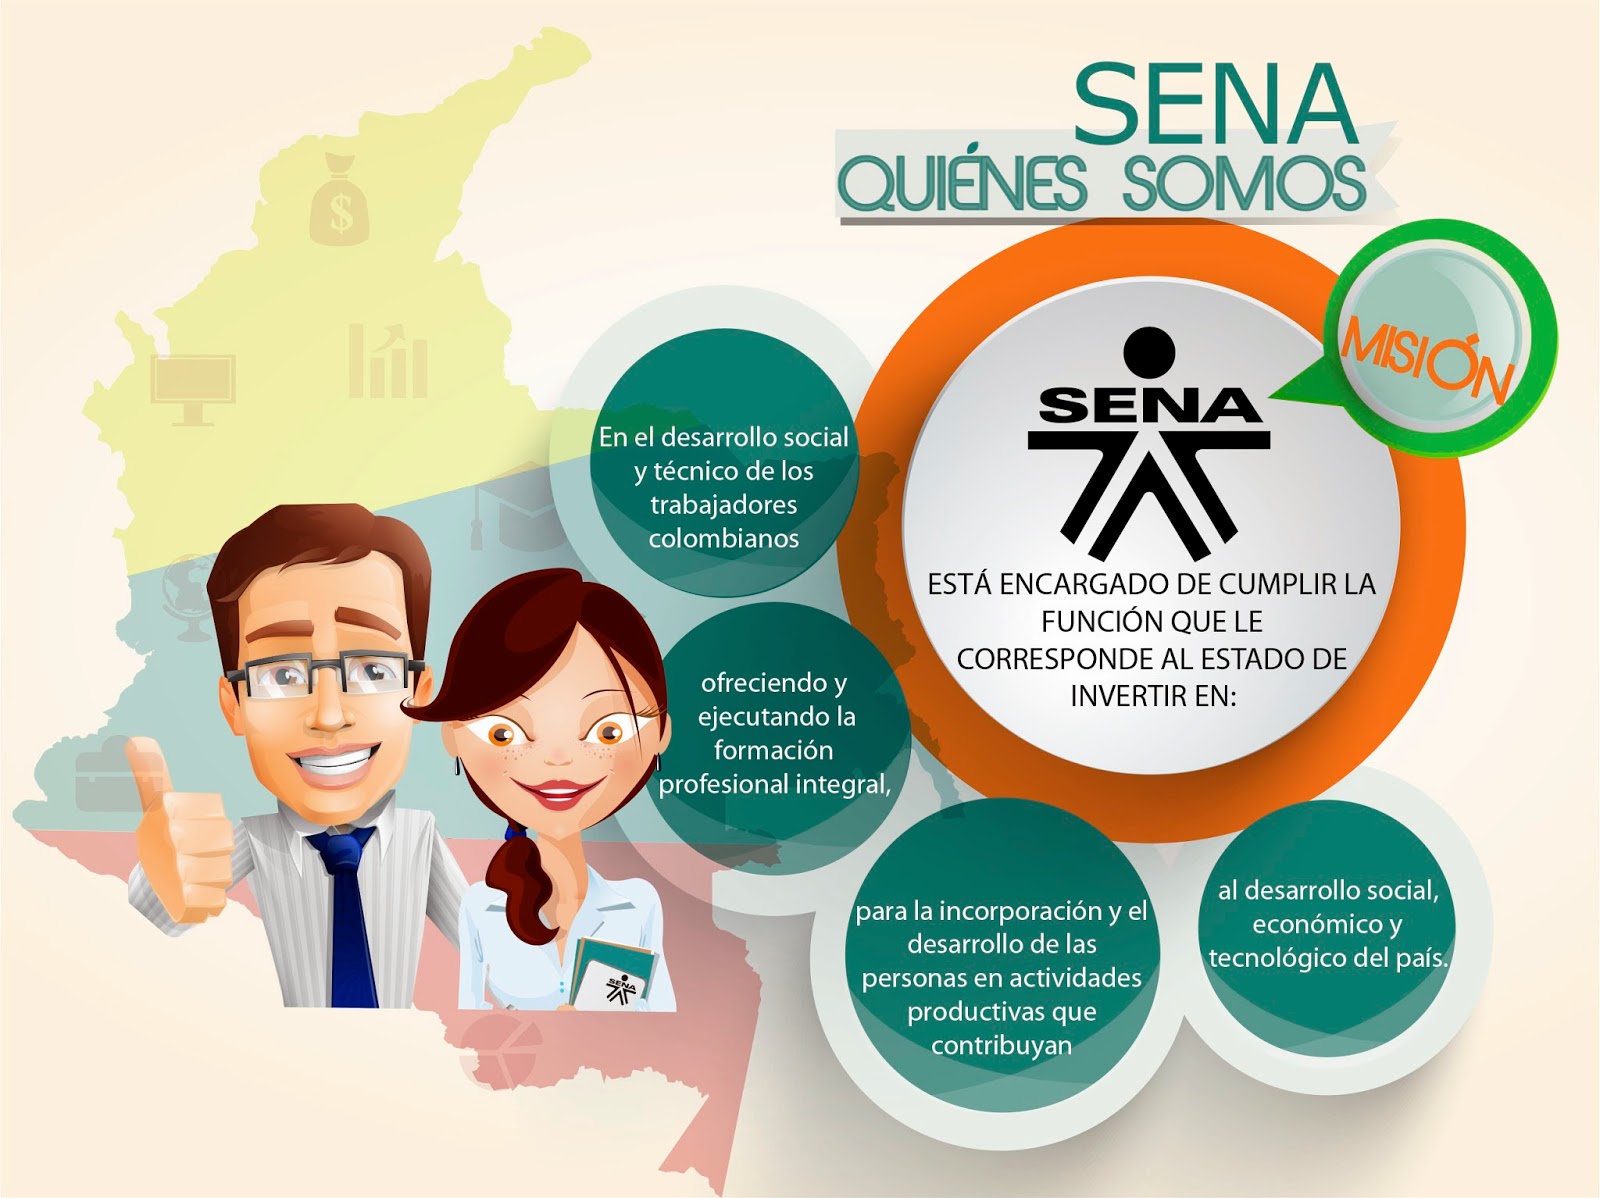 SENA
QUIÉNES SOMOS
MISIÓN
SENA
ESTÁ ENCARGADO DE CUMPLIR LA
FUNCIÓN QUE LE
CORRESPONDE AL ESTADO DE
INVERTIR EN:
En el desarrollo social
y técnico de los
trabajadores
colombianos
ofreciendo y
ejecutando la
formación
profesional integral,
para la incorporación y el
desarrollo de las
personas en actividades
productivas que
contribuyan
al desarrollo social,
económico y
tecnológico del país.
SENA
$